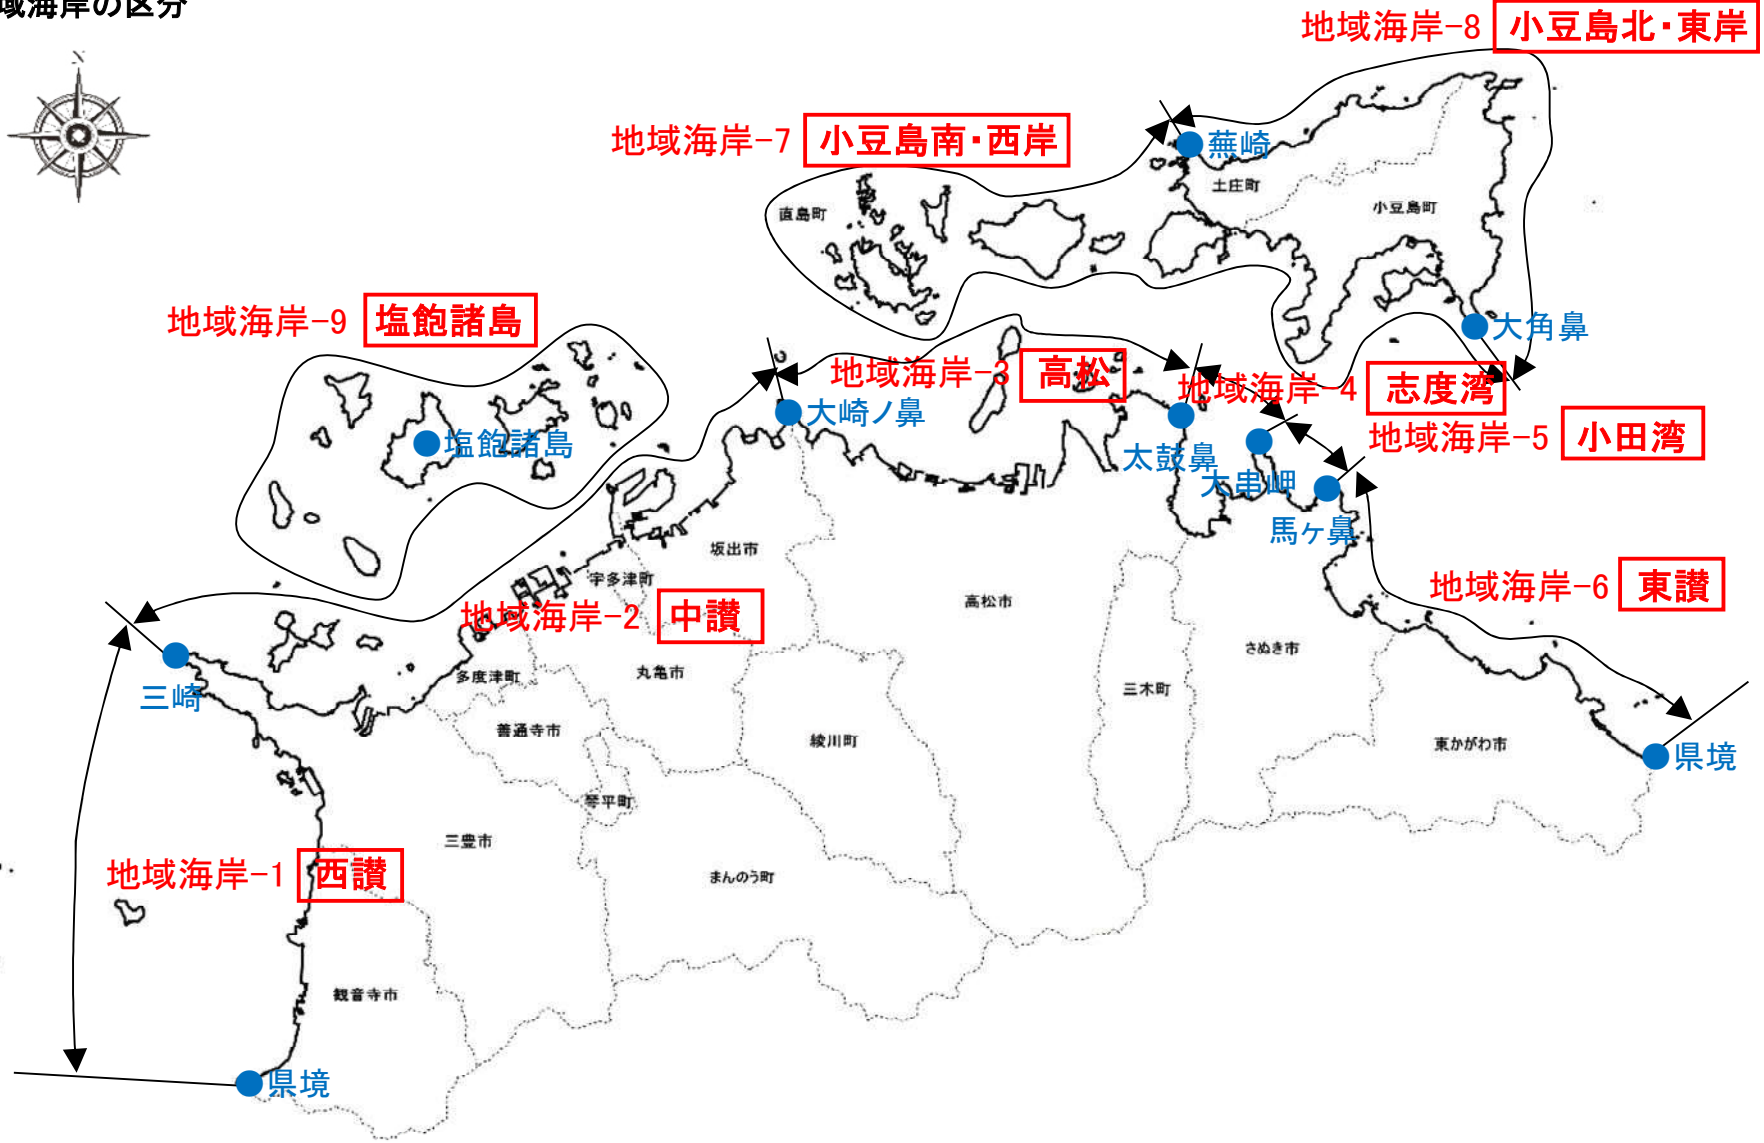 域海岸の区分
N
地域海岸-8 小豆島北・東岸
地域海岸-7 小豆島南・西岸
蕪崎
土庄町
直島町
小豆島町
地域海岸-9 塩飽諸島
大角鼻
地域海岸-3 高松
地域海岸-4 志度湾
大崎ノ鼻
地域海岸-5 小田湾
塩飽諸島
太鼓鼻
大串岬
馬ヶ鼻
坂出市
宇多津町
地域海岸-6 東讃
高松市
地域海岸-2 中讃
さぬき市
多度津町
丸亀市
三木町
三崎
善通寺市
綾川町
東かがわ市
県境
琴平町
三豊市
地域海岸-1 西讃
まんのう町
観音寺市
県境